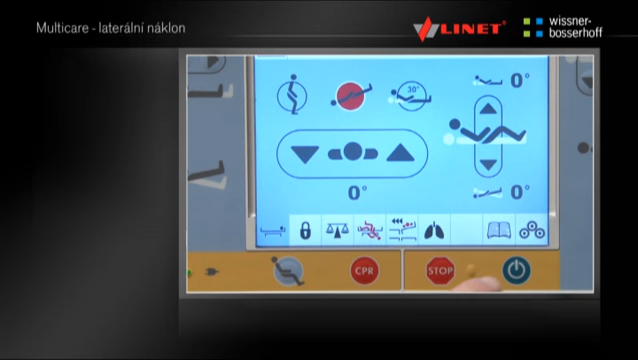 Multicare - laterální náklon
LINET®
wissner-
bosserhoff
0°
30°
0°
0°
CPR
STOP